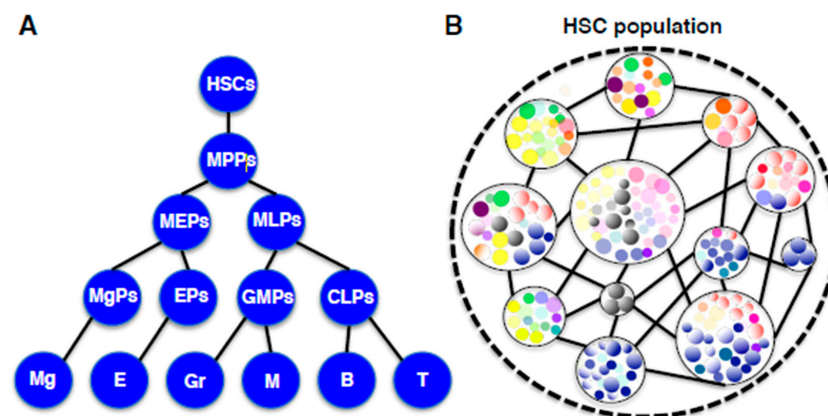 A
B
HSC population
HSCs
MPPs
MEPs
MLPs
MgPs
EPs
GMPs
CLPs
Mg
E
Gr
M
B
T